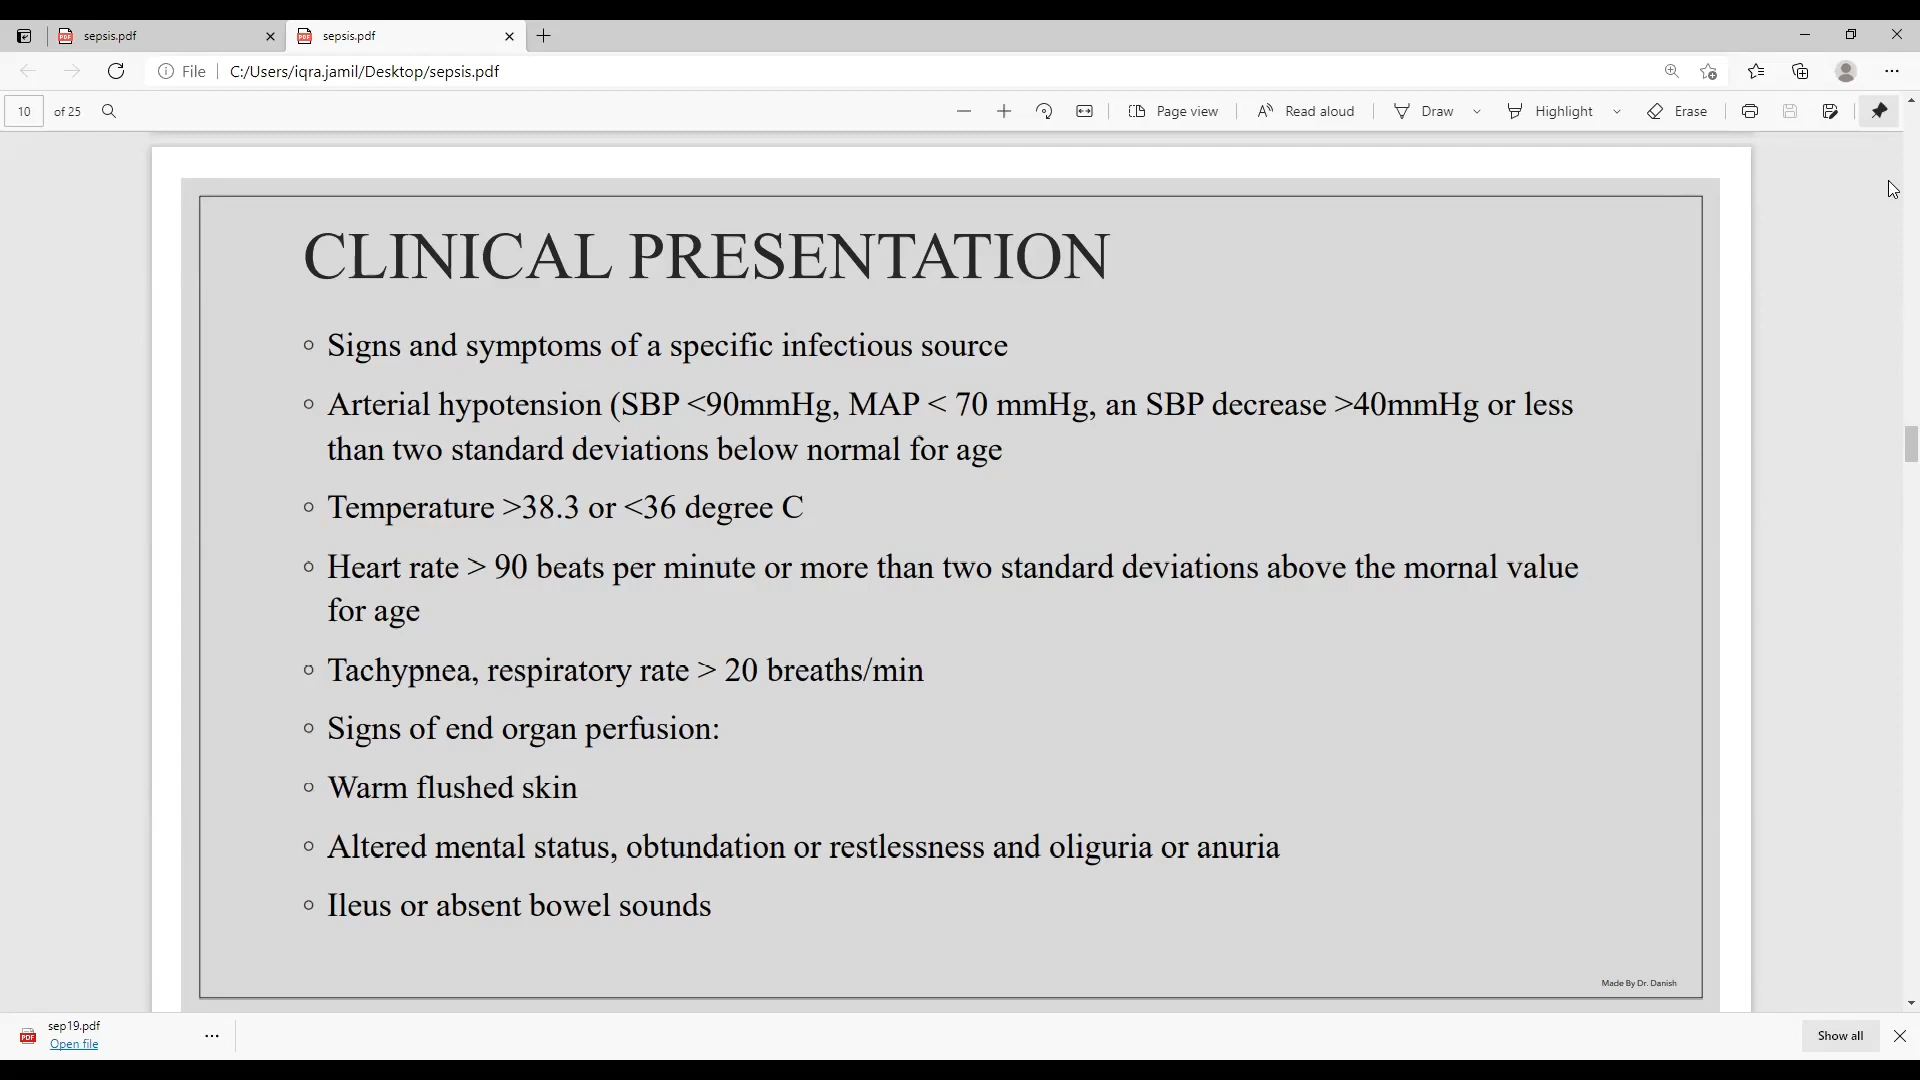 sepsis.pdf
sepsis.pdf
File
C:/Users/iqra.jamil/Desktop/sepsis.pdf
10 of 25
Page view
Read aloud
Draw
Highlight
Erase
CLINICAL PRESENTATION
◦ Signs and symptoms of a specific infectious source
◦ Arterial hypotension (SBP <90mmHg, MAP < 70 mmHg, an SBP decrease >40mmHg or less
than two standard deviations below normal for age
◦ Temperature >38.3 or <36 degree C
◦ Heart rate > 90 beats per minute or more than two standard deviations above the mornal value
for age
◦ Tachypnea, respiratory rate > 20 breaths/min
◦ Signs of end organ perfusion:
◦ Warm flushed skin
◦ Altered mental status, obtundation or restlessness and oliguria or anuria
◦ Ileus or absent bowel sounds
Made By Dr. Danish
sep19.pdf
Open file
Show all